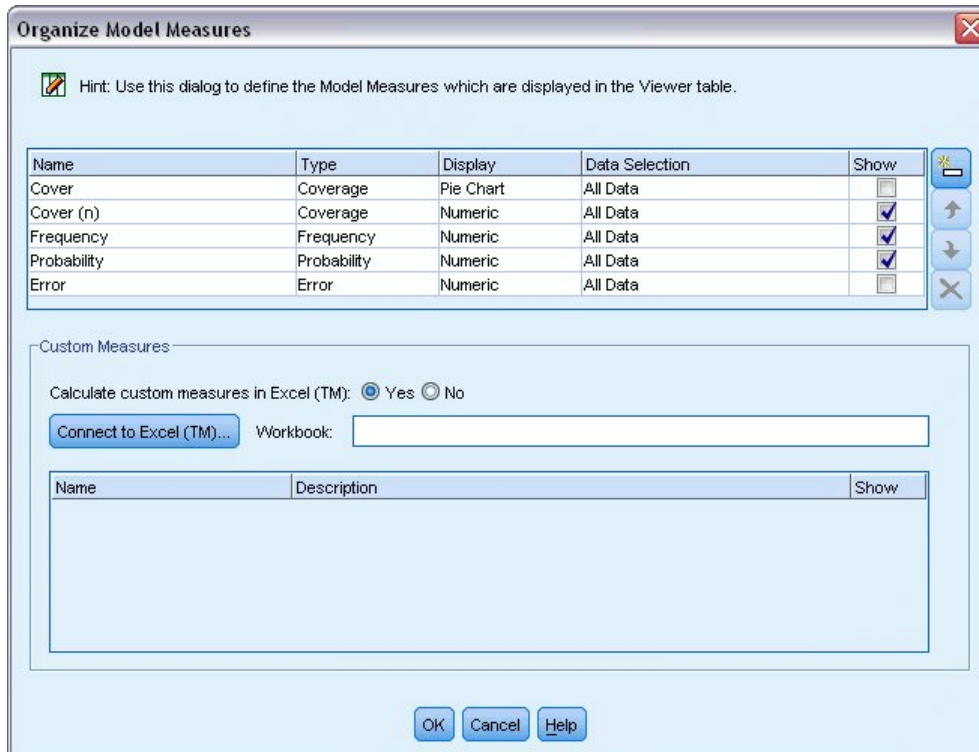 Organize Model Measures
Hint: Use this dialog to define the Model Measures which are displayed in the Viewer table.
Name Type Display Data Selection Show
Cover Coverage Pie Chart All Data
Cover (n) Coverage Numeric All Data
Frequency Frequency Numeric All Data
Probability Probability Numeric All Data
Error Error Numeric All Data
Custom Measures
Calculate custom measures in Excel (TM): Yes No
Connect to Excel (TM)... Workbook:
Name Description Show
OK Cancel Help